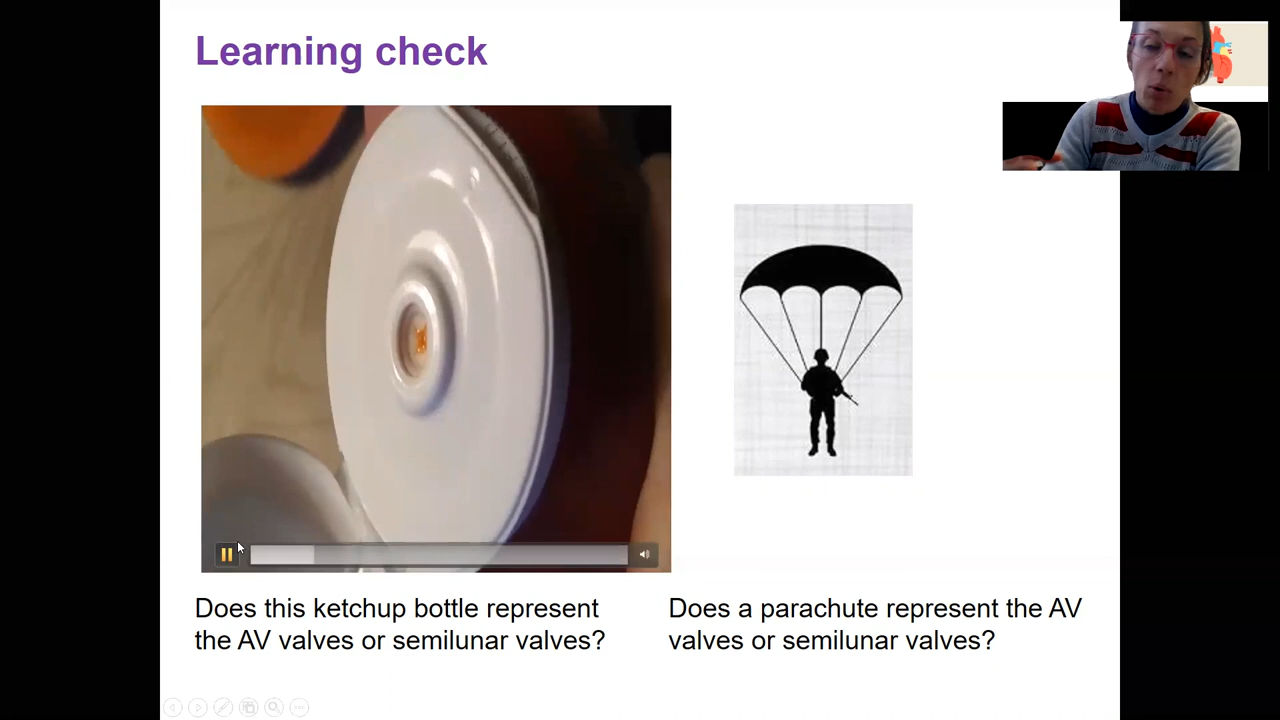 Learning check
Does this ketchup bottle represent
the AV valves or semilunar valves?
Does a parachute represent the AV
valves or semilunar valves?